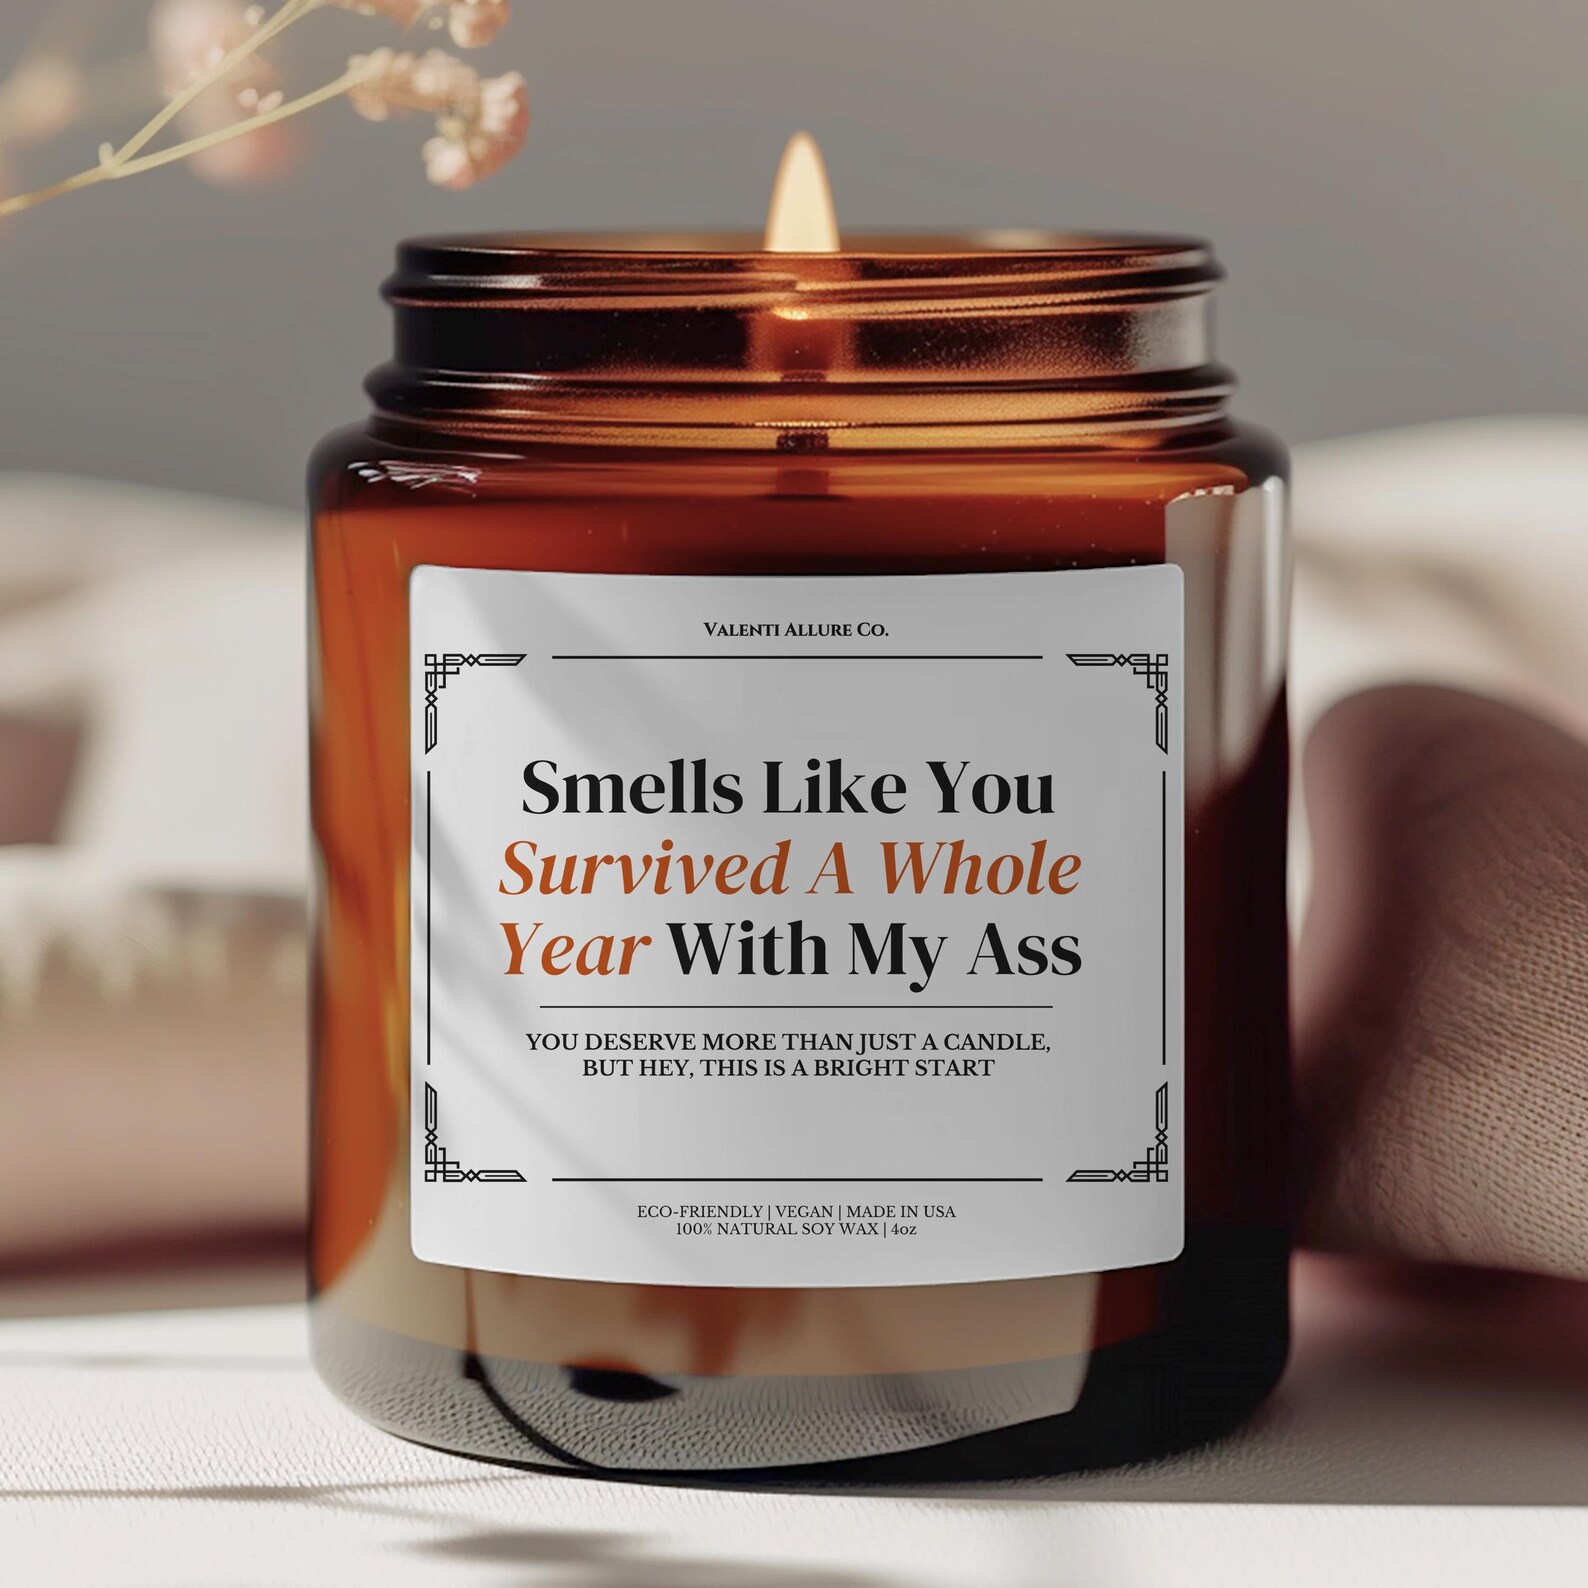 VALENTI ALLURE CO.
Smells Like You
Survived A Whole
Year With My Ass
YOU DESERVE MORE THAN JUST A CANDLE,
BUT HEY, THIS IS A BRIGHT START
ECO-FRIENDLY | VEGAN | MADE IN USA
100% NATURAL SOY WAX | 4oz